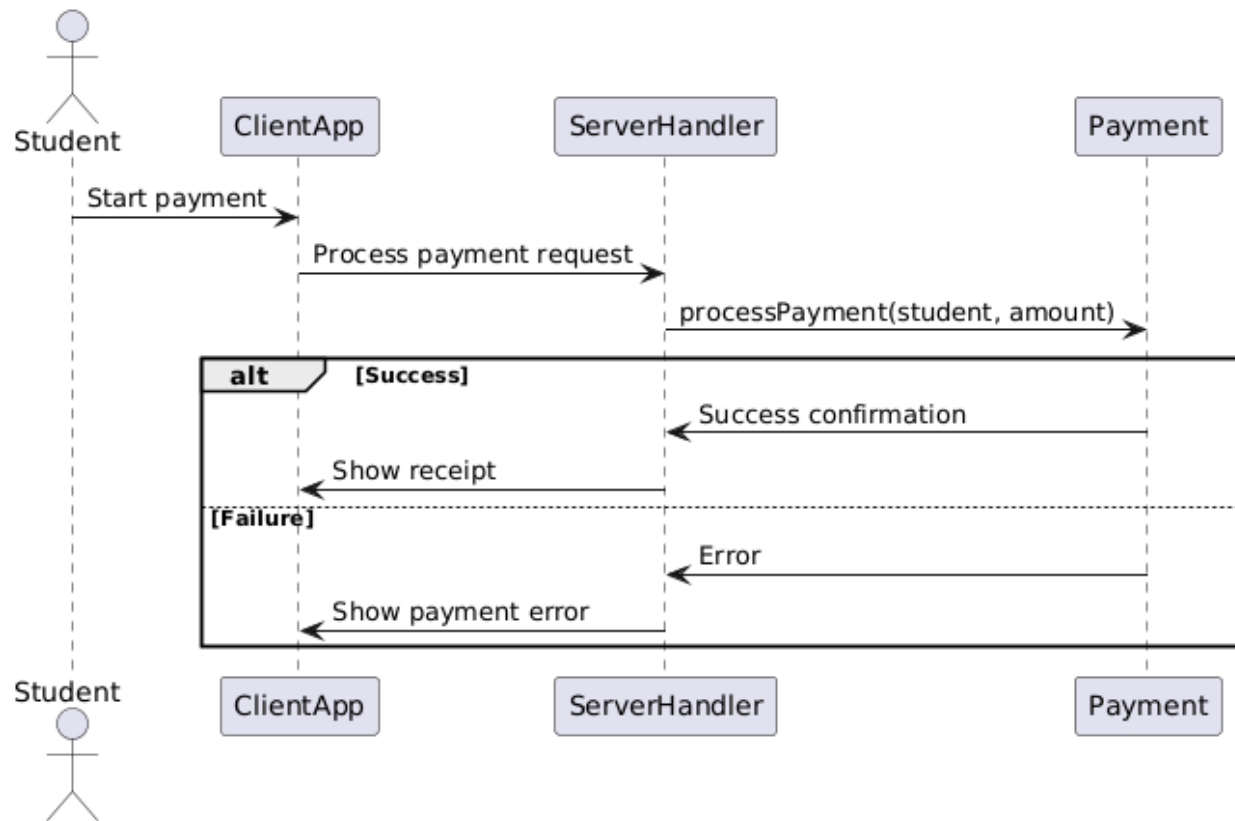 Student
ClientApp
ServerHandler
Payment
Start payment
Process payment request
processPayment(student, amount)
alt
[Success]
Success confirmation
Show receipt
[Failure]
Error
Show payment error
Student
ClientApp
ServerHandler
Payment